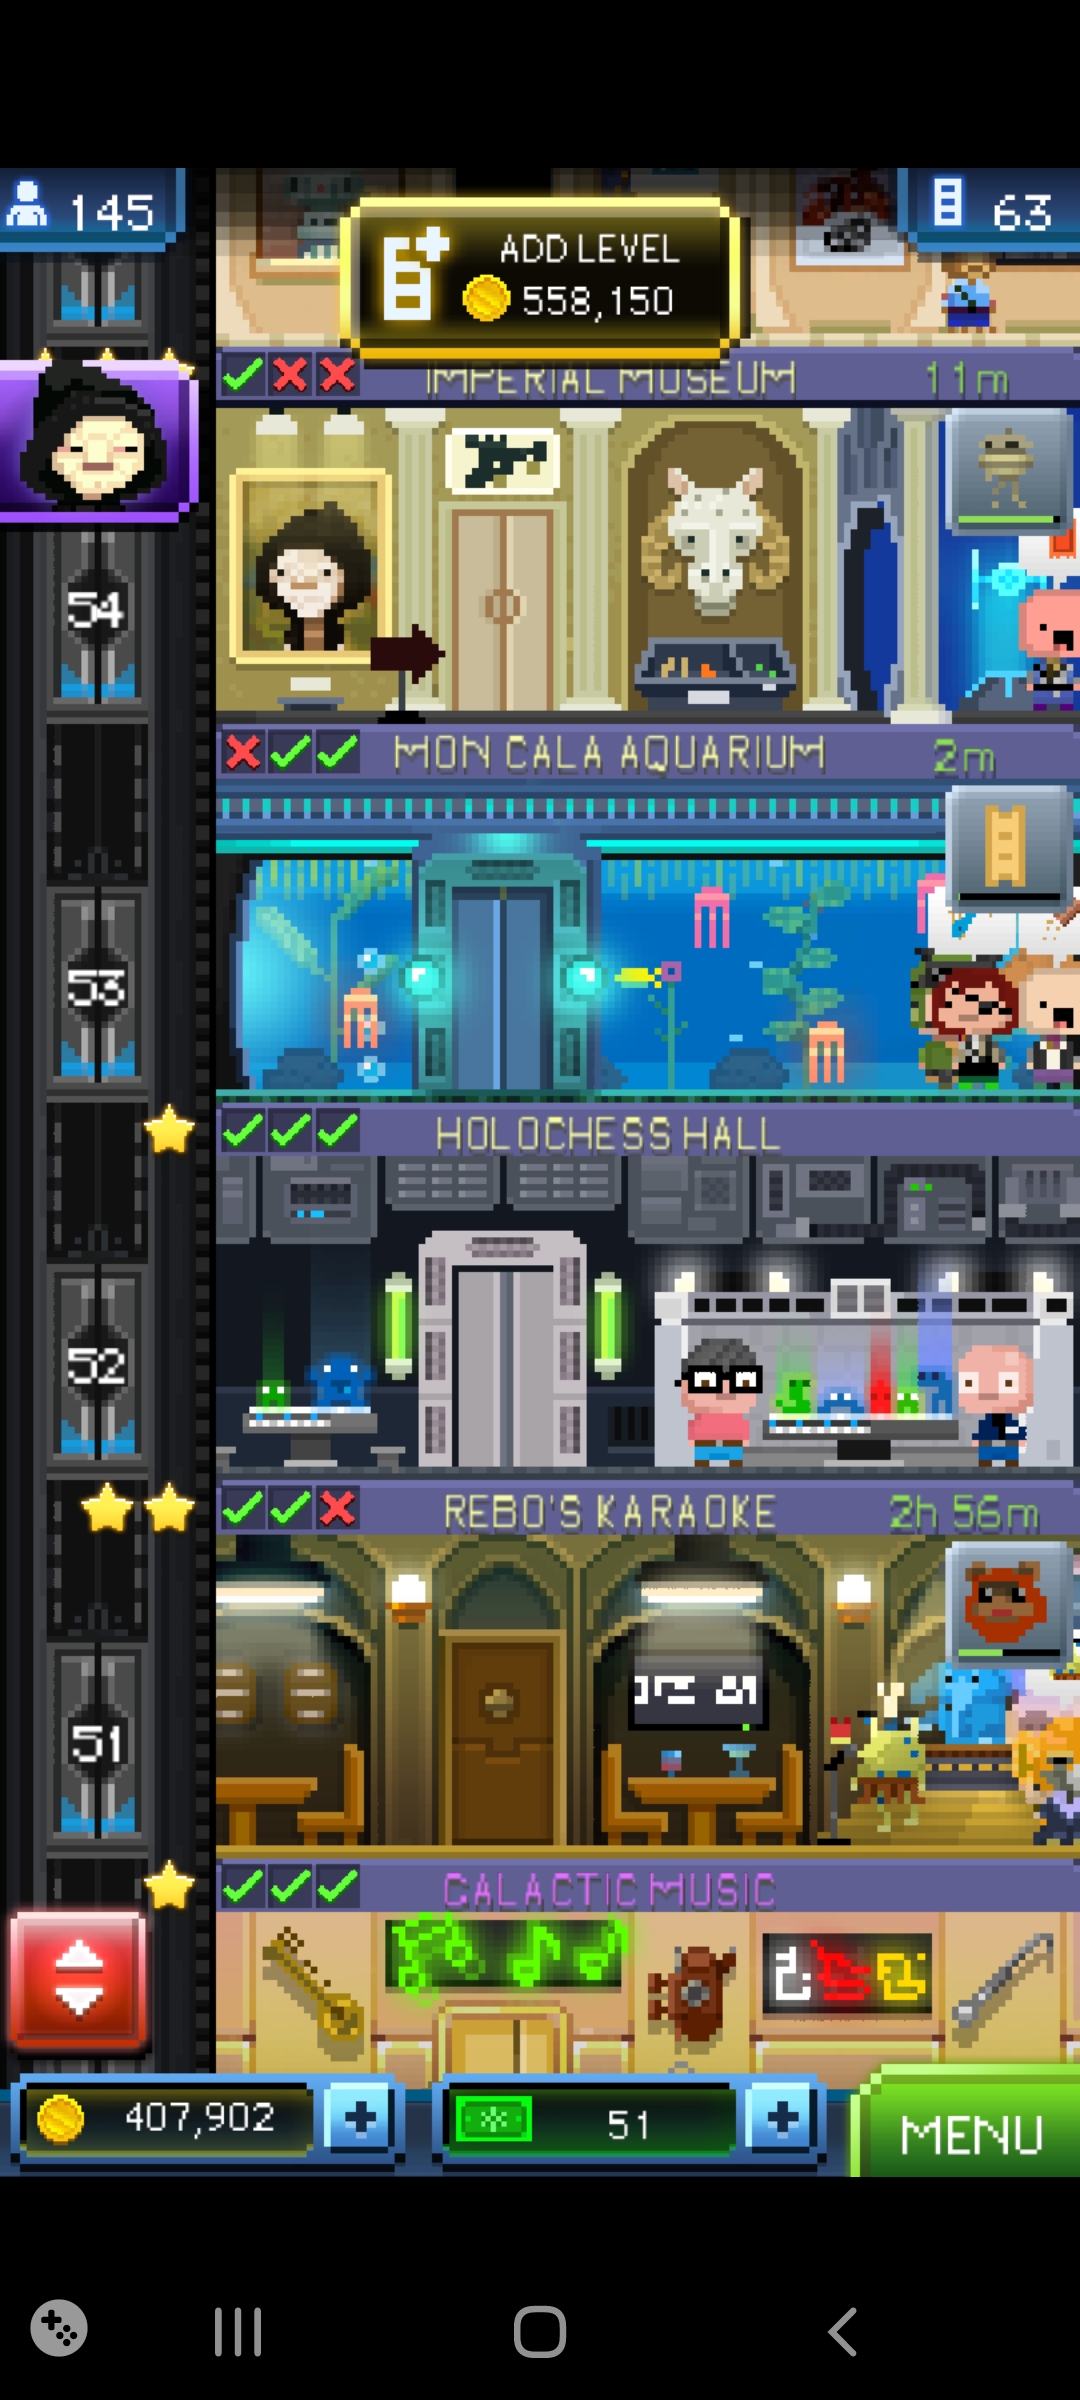 145
ADD LEVEL
558,150
63
IMPERIAL MUSEUM
11m
54
MON CALA AQUARIUM
2m
53
HOLOCHESS HALL
52
REBO'S KARAOKE
2h 56m
51
GALACTIC MUSIC
407,902
51
MENU